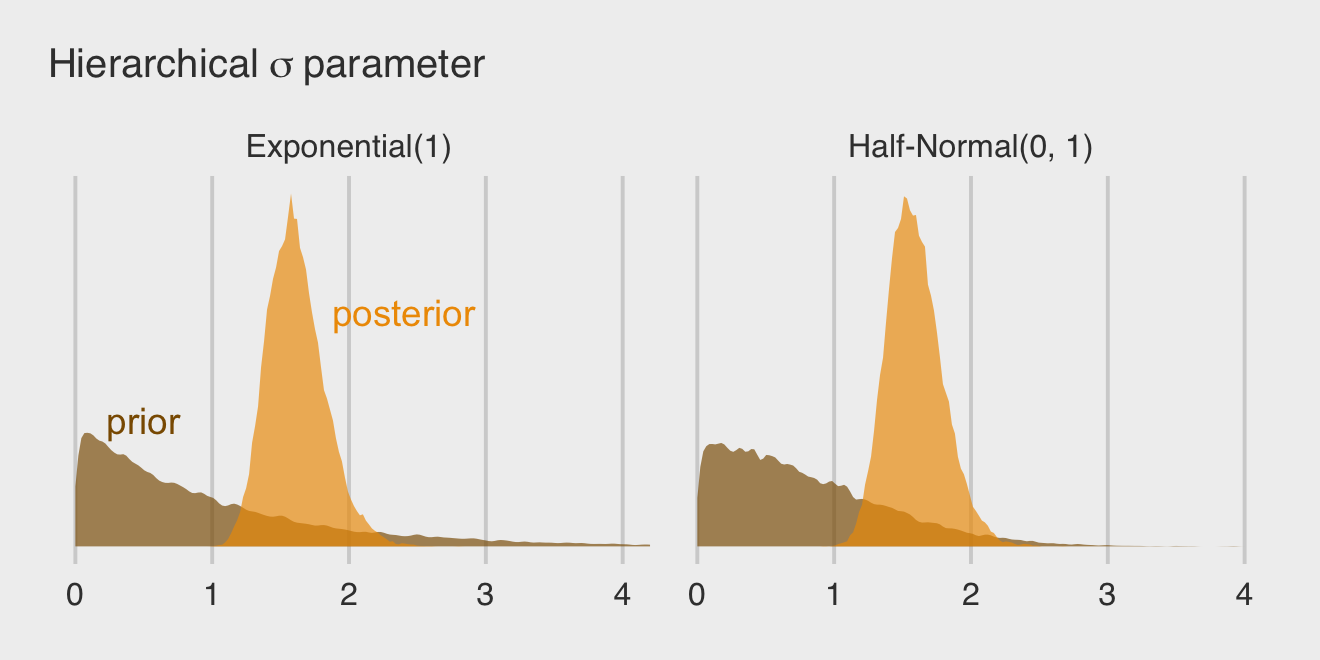 Hierarchical σ parameter
Exponential(1)
Half-Normal(0, 1)
posterior
prior
0 1 2 3 4
0 1 2 3 4